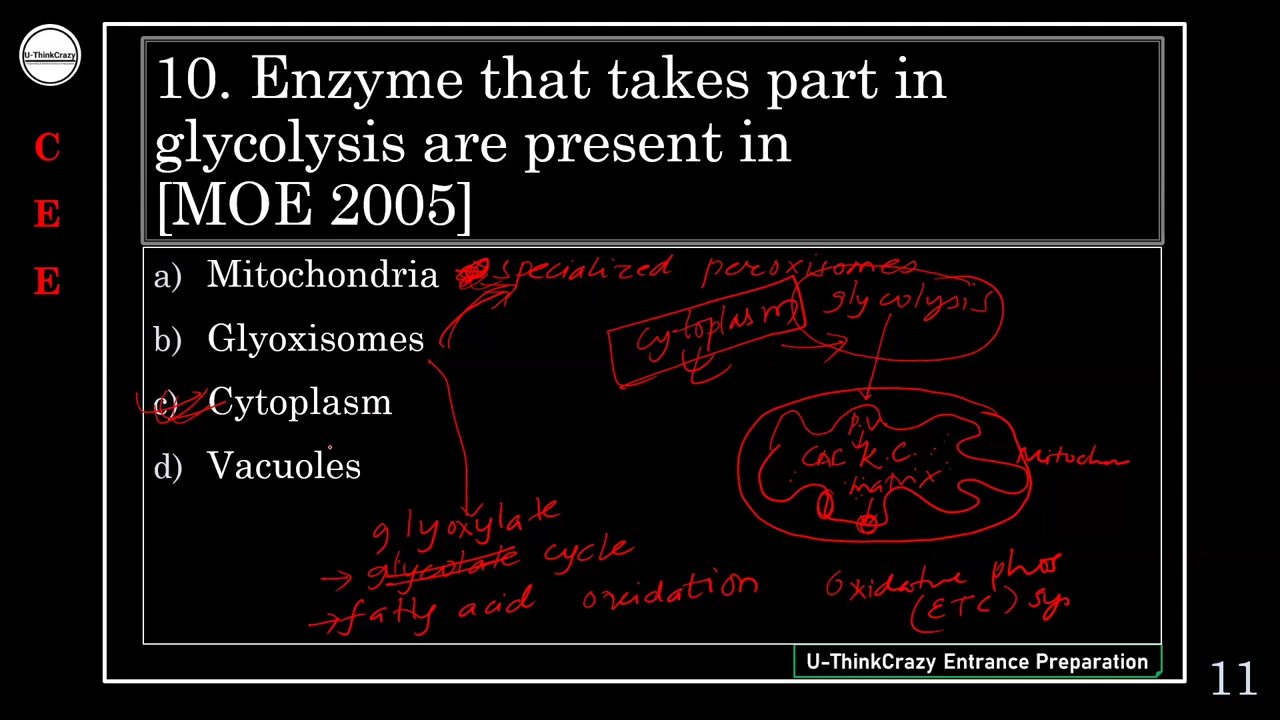 U-ThinkCrazy
C
E
E
10. Enzyme that takes part in
glycolysis are present in
[MOE 2005]
a) Mitochondria
specialized peroxisomes
glycolysis
cytoplasm
b) Glyoxisomes
c) Cytoplasm
d) Vacuoles
CAC K.C.
Mitochon
matrix
glyoxylate
→ glycolate cycle
→ fatty acid oxidation
Oxidative phos
(ETC) sys
U-ThinkCrazy Entrance Preparation
11